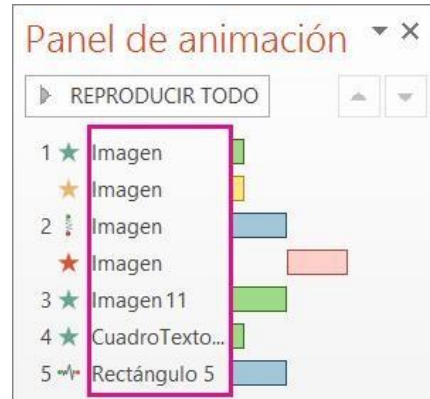 Panel de animación
REPRODUCIR TODO
1 Imagen
Imagen
2 Imagen
Imagen
3 Imagen 11
4 CuadroTexto...
5 Rectángulo 5